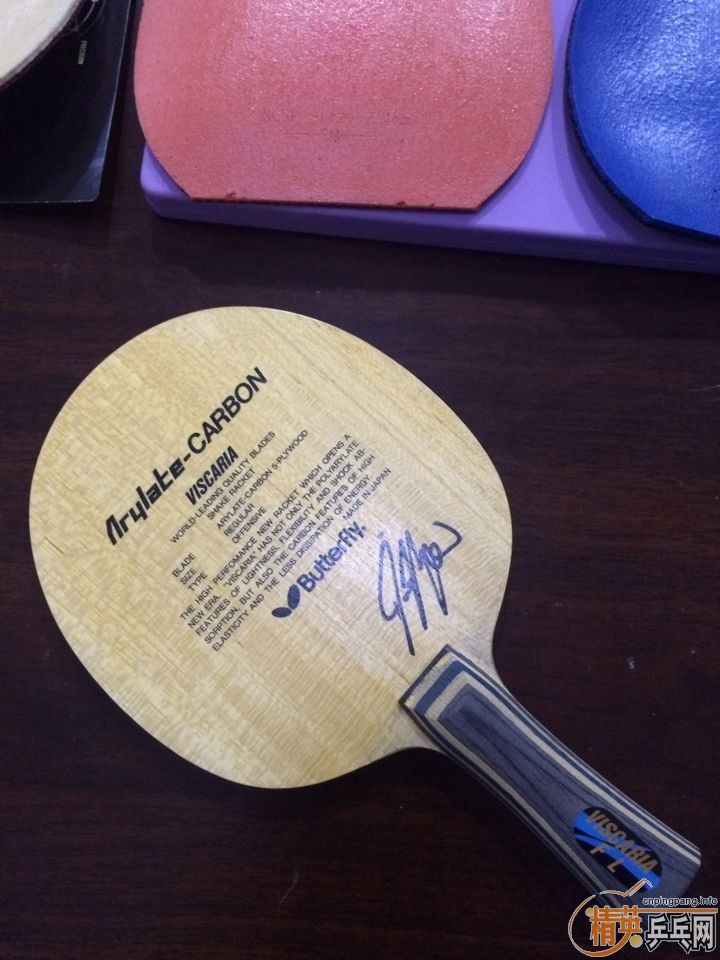 Arylate-CARBON
VISCARIA
WORLD-LEADING QUALITY BLADES
SHAKE RACKET
BLADE ARYLATE-CARBON 5-PLYWOOD
SIZE REGULAR
TYPE OFFENSIVE
THE HIGH PERFOMANCE NEW RACKET WHICH OPENS A
NEW ERA. "VISCARIA" HAS NOT ONLY THE POLYARYLATE
FEATURES OF LIGHTNESS, FLEXIBILITY AND SHOCK AB-
SORPTION, BUT ALSO THE CARBON FEATURES OF HIGH
ELASTICITY AND THE LESS DISSIPATION OF ENERGY.
Butterfly.
MADE IN JAPAN
VISCARIA
FL
cnpingpang.info
精英乒乓网